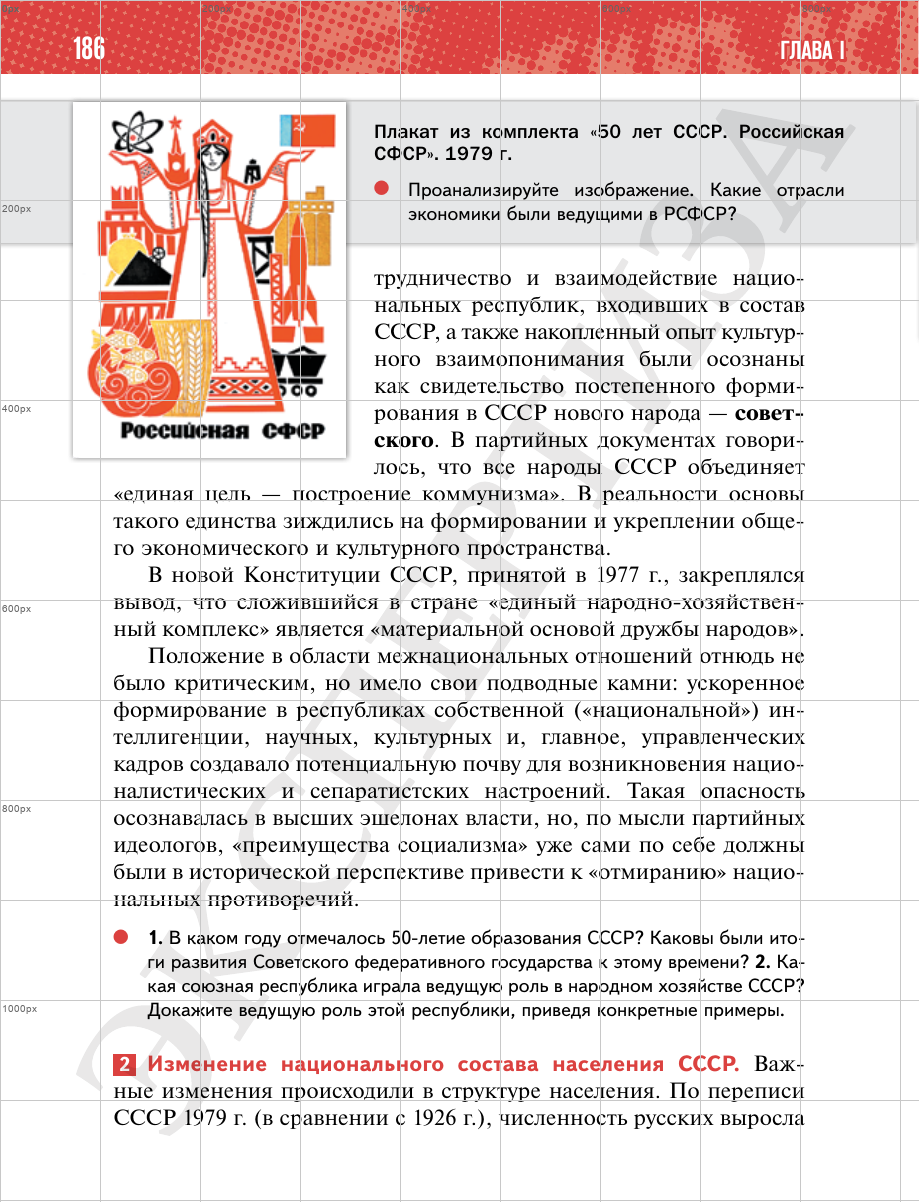 186
ГЛАВА I
Плакат из комплекта «50 лет СССР. Российская
СФСР». 1979 г.
Проанализируйте изображение. Какие отрасли
экономики были ведущими в РСФСР?
Российская СФСР
трудничество и взаимодействие нацио-
нальных республик, входивших в состав
СССР, а также накопленный опыт культур-
ного взаимопонимания были осознаны
как свидетельство постепенного форми-
рования в СССР нового народа — совет-
ского. В партийных документах говори-
лось, что все народы СССР объединяет
«единая цель — построение коммунизма». В реальности основы
такого единства зиждились на формировании и укреплении обще-
го экономического и культурного пространства.
В новой Конституции СССР, принятой в 1977 г., закреплялся
вывод, что сложившийся в стране «единый народно-хозяйствен-
ный комплекс» является «материальной основой дружбы народов».
Положение в области межнациональных отношений отнюдь не
было критическим, но имело свои подводные камни: ускоренное
формирование в республиках собственной («национальной») ин-
теллигенции, научных, культурных и, главное, управленческих
кадров создавало потенциальную почву для возникновения нацио-
налистических и сепаратистских настроений. Такая опасность
осознавалась в высших эшелонах власти, но, по мысли партийных
идеологов, «преимущества социализма» уже сами по себе должны
были в исторической перспективе привести к «отмиранию» нацио-
нальных противоречий.
1. В каком году отмечалось 50-летие образования СССР? Каковы были ито-
ги развития Советского федеративного государства к этому времени? 2. Ка-
кая союзная республика играла ведущую роль в народном хозяйстве СССР?
Докажите ведущую роль этой республики, приведя конкретные примеры.
2 Изменение национального состава населения СССР. Важ-
ные изменения происходили в структуре населения. По переписи
СССР 1979 г. (в сравнении с 1926 г.), численность русских выросла
ЭКСПЕРТИЗА
200px
400px
600px
800px
1000px